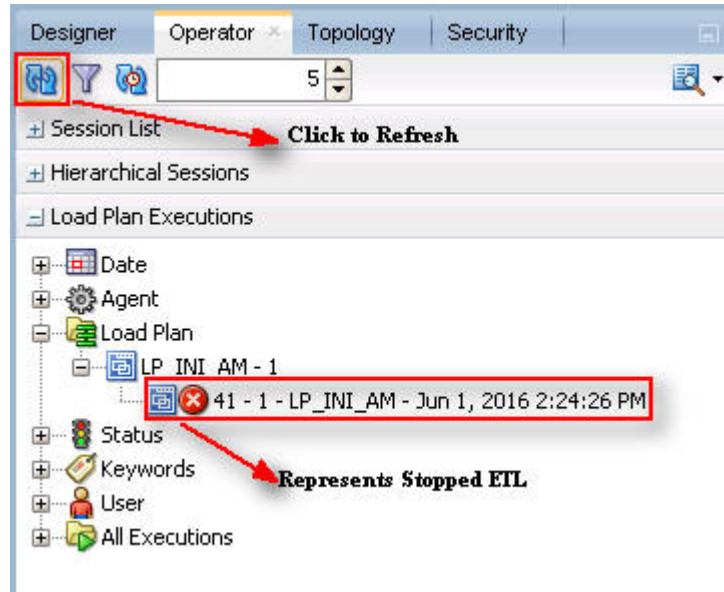 Designer Operator Topology Security
5
Session List
Click to Refresh
Hierarchical Sessions
Load Plan Executions
Date
Agent
Load Plan
LP_INI_AM - 1
41 - 1 - LP_INI_AM - Jun 1, 2016 2:24:26 PM
Status
Keywords
Represents Stopped ETL
User
All Executions